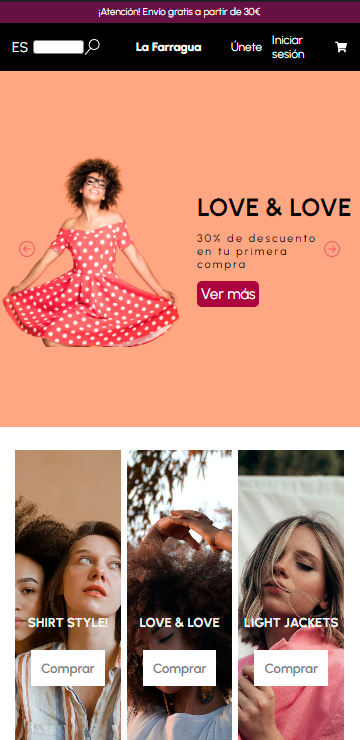 ¡Atención! Envío gratis a partir de 30€
ES
La Farragua
Únete
Iniciar
sesión
LOVE & LOVE
30% de descuento
en tu primera
compra
Ver más
SHIRT STYLE!
LOVE & LOVE
LIGHT JACKETS
Comprar
Comprar
Comprar